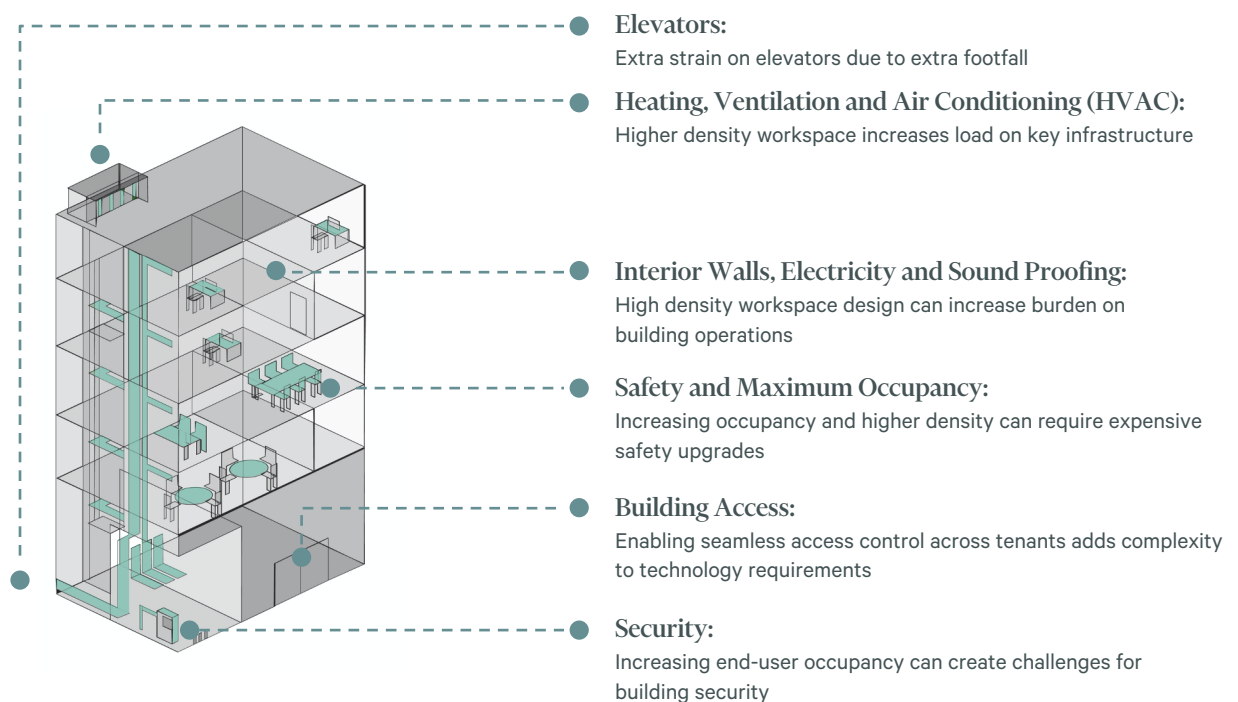 Elevators:
Extra strain on elevators due to extra footfall
Heating, Ventilation and Air Conditioning (HVAC):
Higher density workspace increases load on key infrastructure
Interior Walls, Electricity and Sound Proofing:
High density workspace design can increase burden on
building operations
Safety and Maximum Occupancy:
Increasing occupancy and higher density can require expensive
safety upgrades
Building Access:
Enabling seamless access control across tenants adds complexity
to technology requirements
Security:
Increasing end-user occupancy can create challenges for
building security